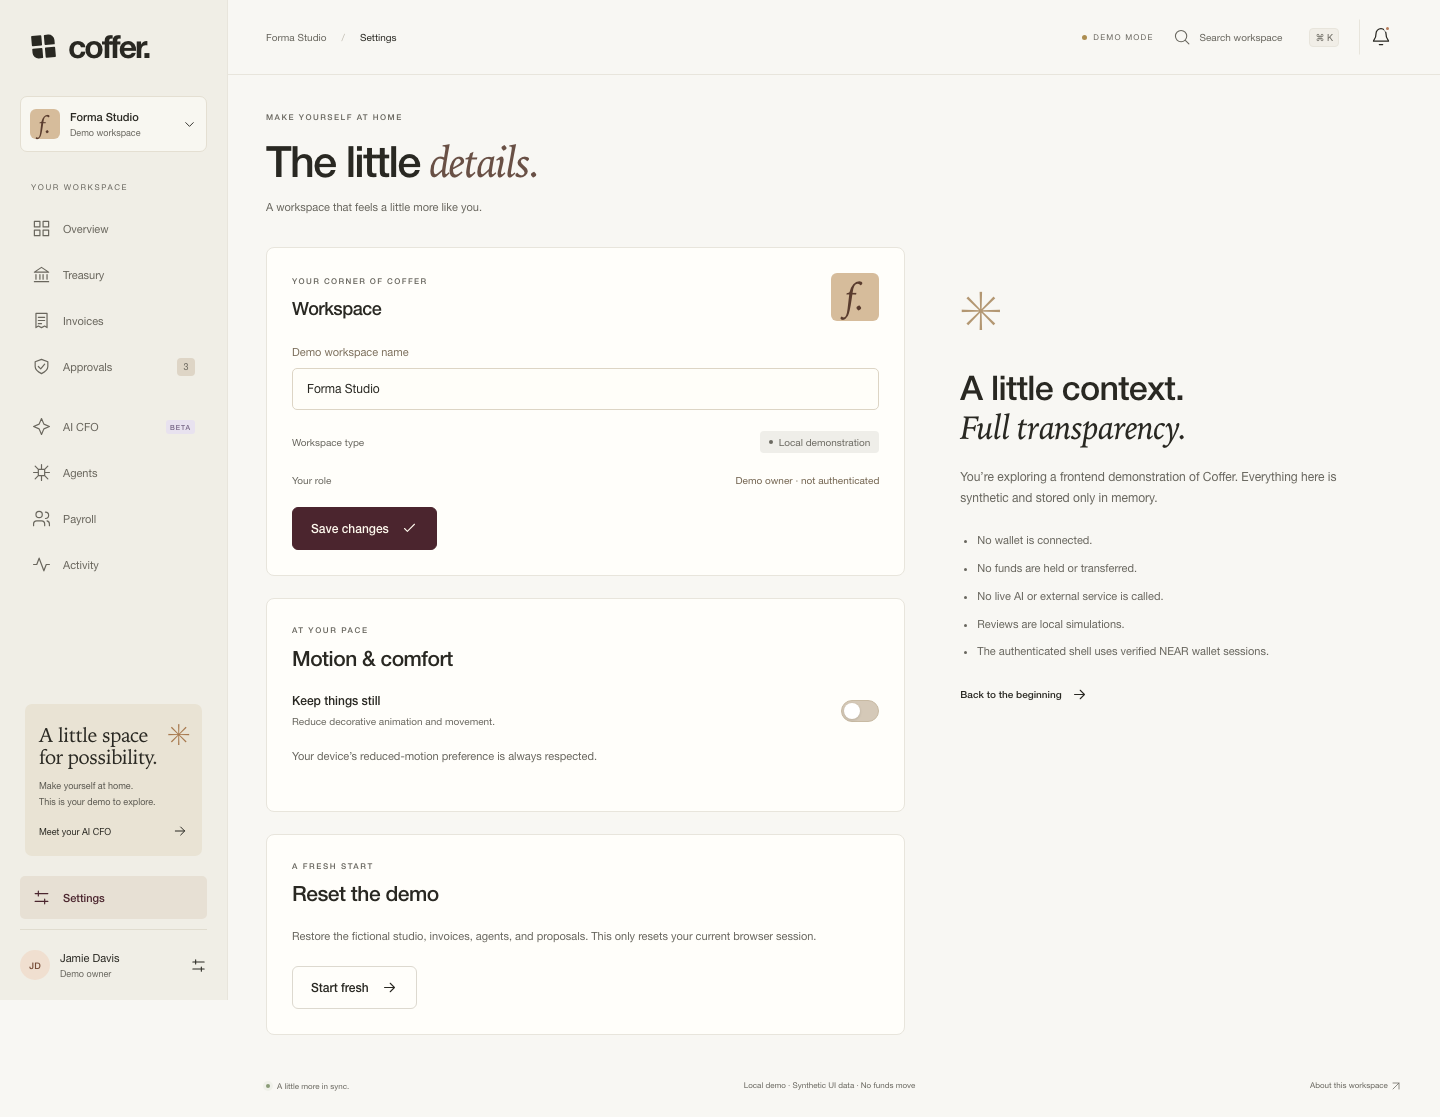 coffer.
f.
Forma Studio
Demo workspace
YOUR WORKSPACE
Overview
Treasury
Invoices
Approvals 3
AI CFO BETA
Agents
Payroll
Activity
A little space
for possibility.
Make yourself at home.
This is your demo to explore.
Meet your AI CFO
Settings
JD
Jamie Davis
Demo owner
Forma Studio / Settings
DEMO MODE
Search workspace
⌘ K
MAKE YOURSELF AT HOME
The little details.
A workspace that feels a little more like you.
YOUR CORNER OF COFFER
Workspace
f.
Demo workspace name
Forma Studio
Workspace type
Local demonstration
Your role
Demo owner · not authenticated
Save changes
AT YOUR PACE
Motion & comfort
Keep things still
Reduce decorative animation and movement.
Your device’s reduced-motion preference is always respected.
A FRESH START
Reset the demo
Restore the fictional studio, invoices, agents, and proposals. This only resets your current browser session.
Start fresh
A little context.
Full transparency.
You’re exploring a frontend demonstration of Coffer. Everything here is
synthetic and stored only in memory.
• No wallet is connected.
• No funds are held or transferred.
• No live AI or external service is called.
• Reviews are local simulations.
• The authenticated shell uses verified NEAR wallet sessions.
Back to the beginning
A little more in sync.
Local demo · Synthetic UI data · No funds move
About this workspace